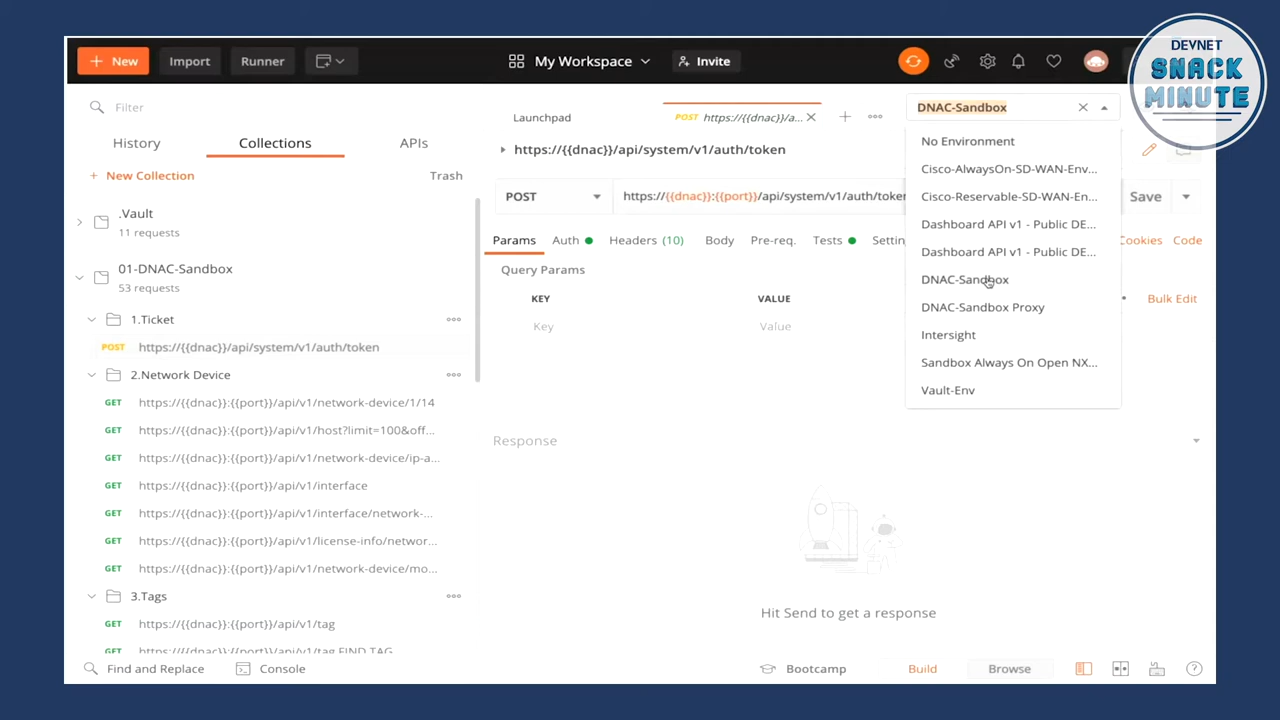 DEVNET
SNACK
MINUTE
New
Import
Runner
My Workspace
Invite
Filter
History
Collections
APIs
+ New Collection
Trash
.Vault
11 requests
01-DNAC-Sandbox
53 requests
1.Ticket
POST https://{{dnac}}/api/system/v1/auth/token
2.Network Device
GET https://{{dnac}:{{port}}/api/v1/network-device/1/14
GET https://{{dnac}:{{port}}/api/v1/host?limit=100&off...
GET https://{{dnac}:{{port}}/api/v1/network-device/ip-a...
GET https://{{dnac}:{{port}}/api/v1/interface
GET https://{{dnac}:{{port}}/api/v1/interface/network-...
GET https://{{dnac}:{{port}}/api/v1/license-info/networ...
GET https://{{dnac}:{{port}}/api/v1/network-device/mo...
3.Tags
GET https://{{dnac}:{{port}}/api/v1/tag
GET https://{{dnac}:{{port}}/api/v1/tag FIND TAG
Find and Replace
Console
Launchpad
POST https://{{dnac}}/a...
https://{{dnac}}/api/system/v1/auth/token
POST
https://{{dnac}:{{port}}/api/system/v1/auth/token
Save
Params
Auth
Headers (10)
Body
Pre-req.
Tests
Settin
Cookies
Code
Query Params
KEY
VALUE
Bulk Edit
Key
Value
DNAC-Sandbox
No Environment
Cisco-AlwaysOn-SD-WAN-Env...
Cisco-Reservable-SD-WAN-En...
Dashboard API v1 - Public DE...
Dashboard API v1 - Public DE...
DNAC-Sandbox
DNAC-Sandbox Proxy
Intersight
Sandbox Always On Open NX...
Vault-Env
Response
Hit Send to get a response
Bootcamp
Build
Browse